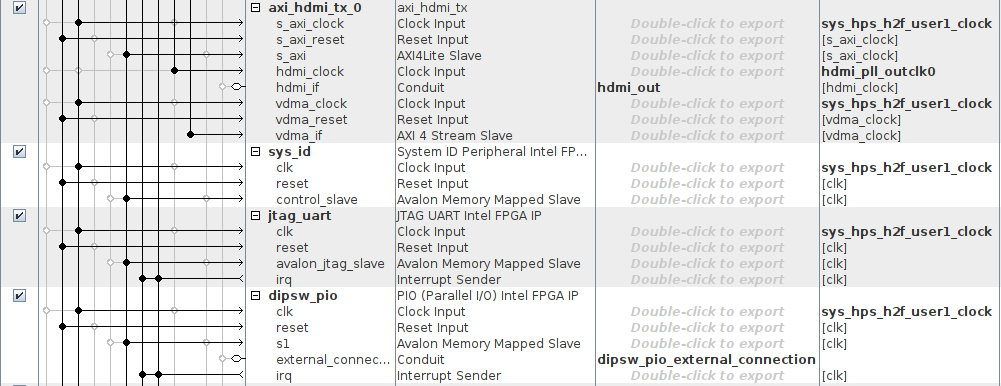 axi_hdmi_tx_0 axi_hdmi_tx
s_axi_clock Clock Input Double-click to export sys_hps_h2f_user1_clock
s_axi_reset Reset Input Double-click to export [s_axi_clock]
s_axi AXI4Lite Slave Double-click to export [s_axi_clock]
hdmi_clock Clock Input Double-click to export hdmi_pll_outclk0
hdmi_if Conduit hdmi_out [hdmi_clock]
vdma_clock Clock Input Double-click to export sys_hps_h2f_user1_clock
vdma_reset Reset Input Double-click to export [vdma_clock]
vdma_if AXI 4 Stream Slave Double-click to export [vdma_clock]
sys_id System ID Peripheral Intel FP...
clk Clock Input Double-click to export sys_hps_h2f_user1_clock
reset Reset Input Double-click to export [clk]
control_slave Avalon Memory Mapped Slave Double-click to export [clk]
jtag_uart JTAG UART Intel FPGA IP
clk Clock Input Double-click to export sys_hps_h2f_user1_clock
reset Reset Input Double-click to export [clk]
avalon_jtag_slave Avalon Memory Mapped Slave Double-click to export [clk]
irq Interrupt Sender Double-click to export [clk]
dipsw_pio PIO (Parallel I/O) Intel FPGA IP
clk Clock Input Double-click to export sys_hps_h2f_user1_clock
reset Reset Input Double-click to export [clk]
s1 Avalon Memory Mapped Slave Double-click to export [clk]
external_connec... Conduit dipsw_pio_external_connection
irq Interrupt Sender Double-click to export [clk]